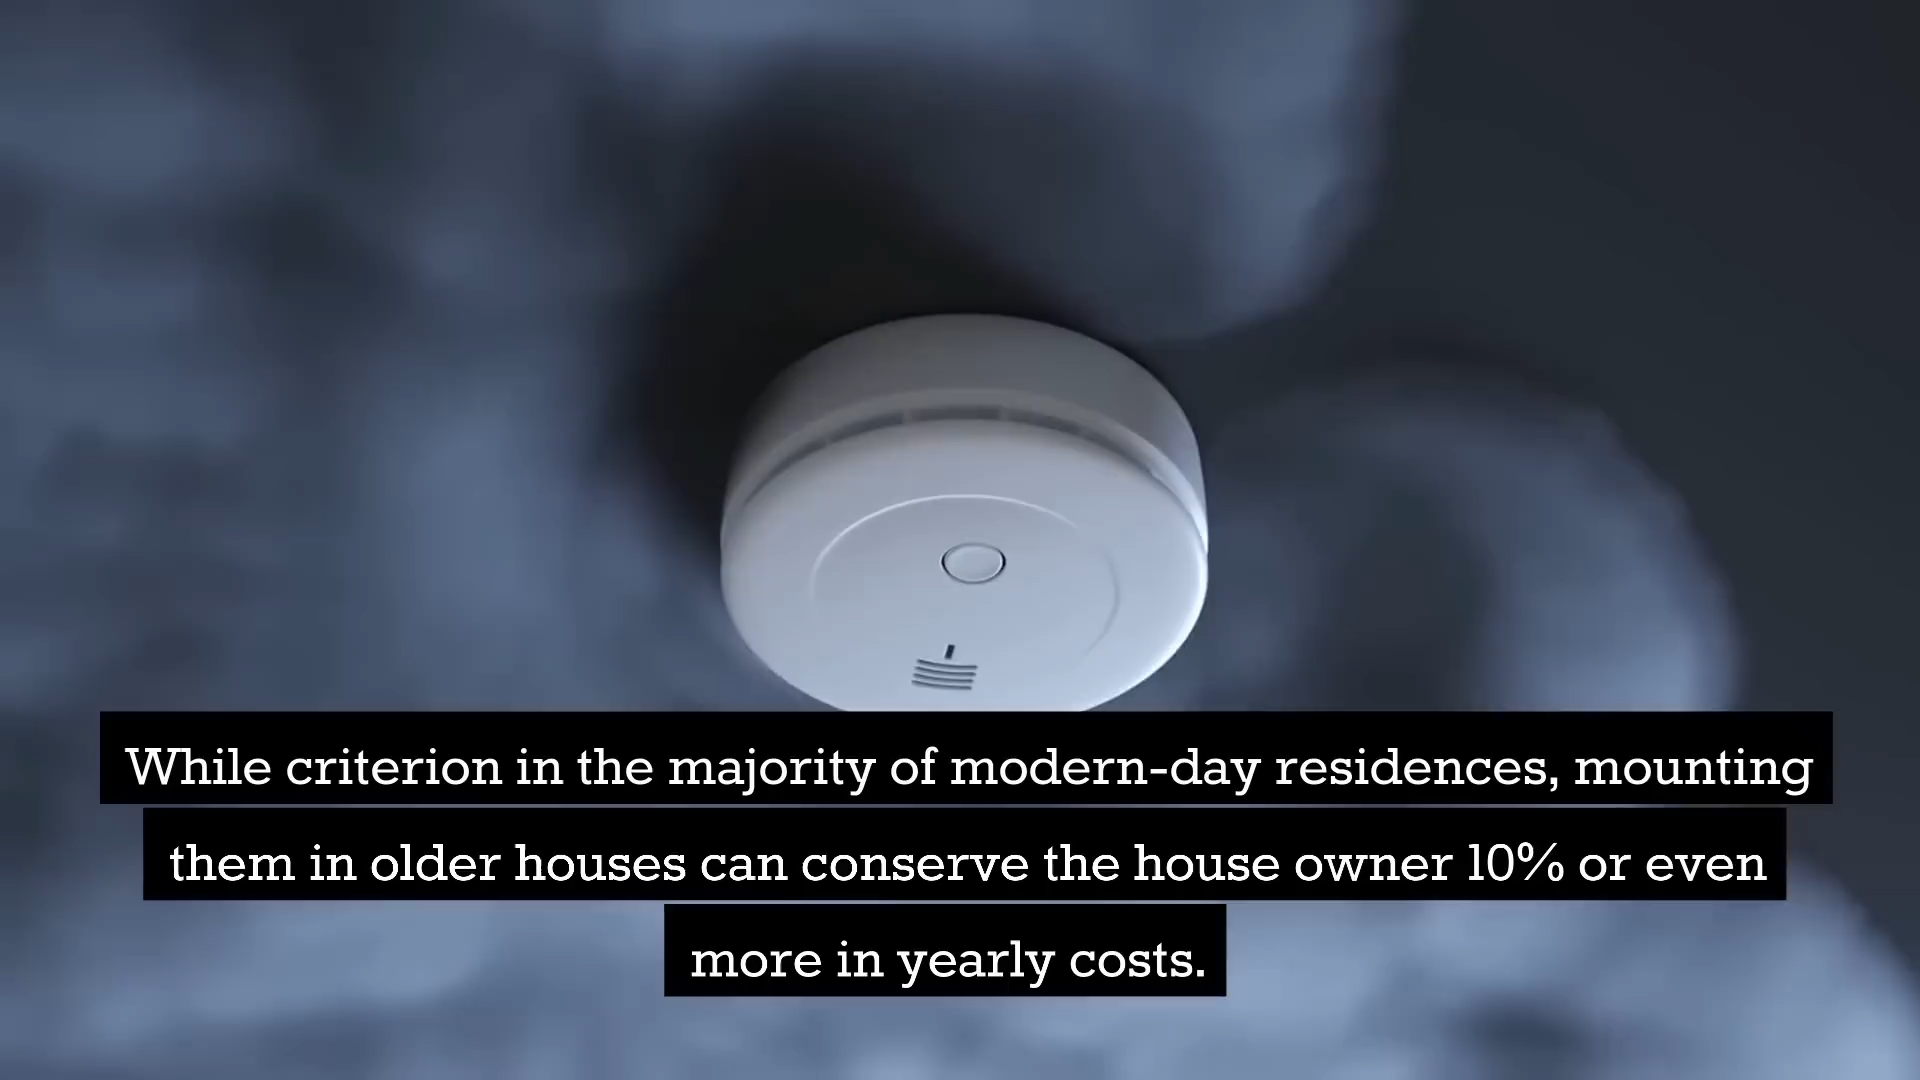 While criterion in the majority of modern-day residences, mounting
them in older houses can conserve the house owner 10% or even
more in yearly costs.